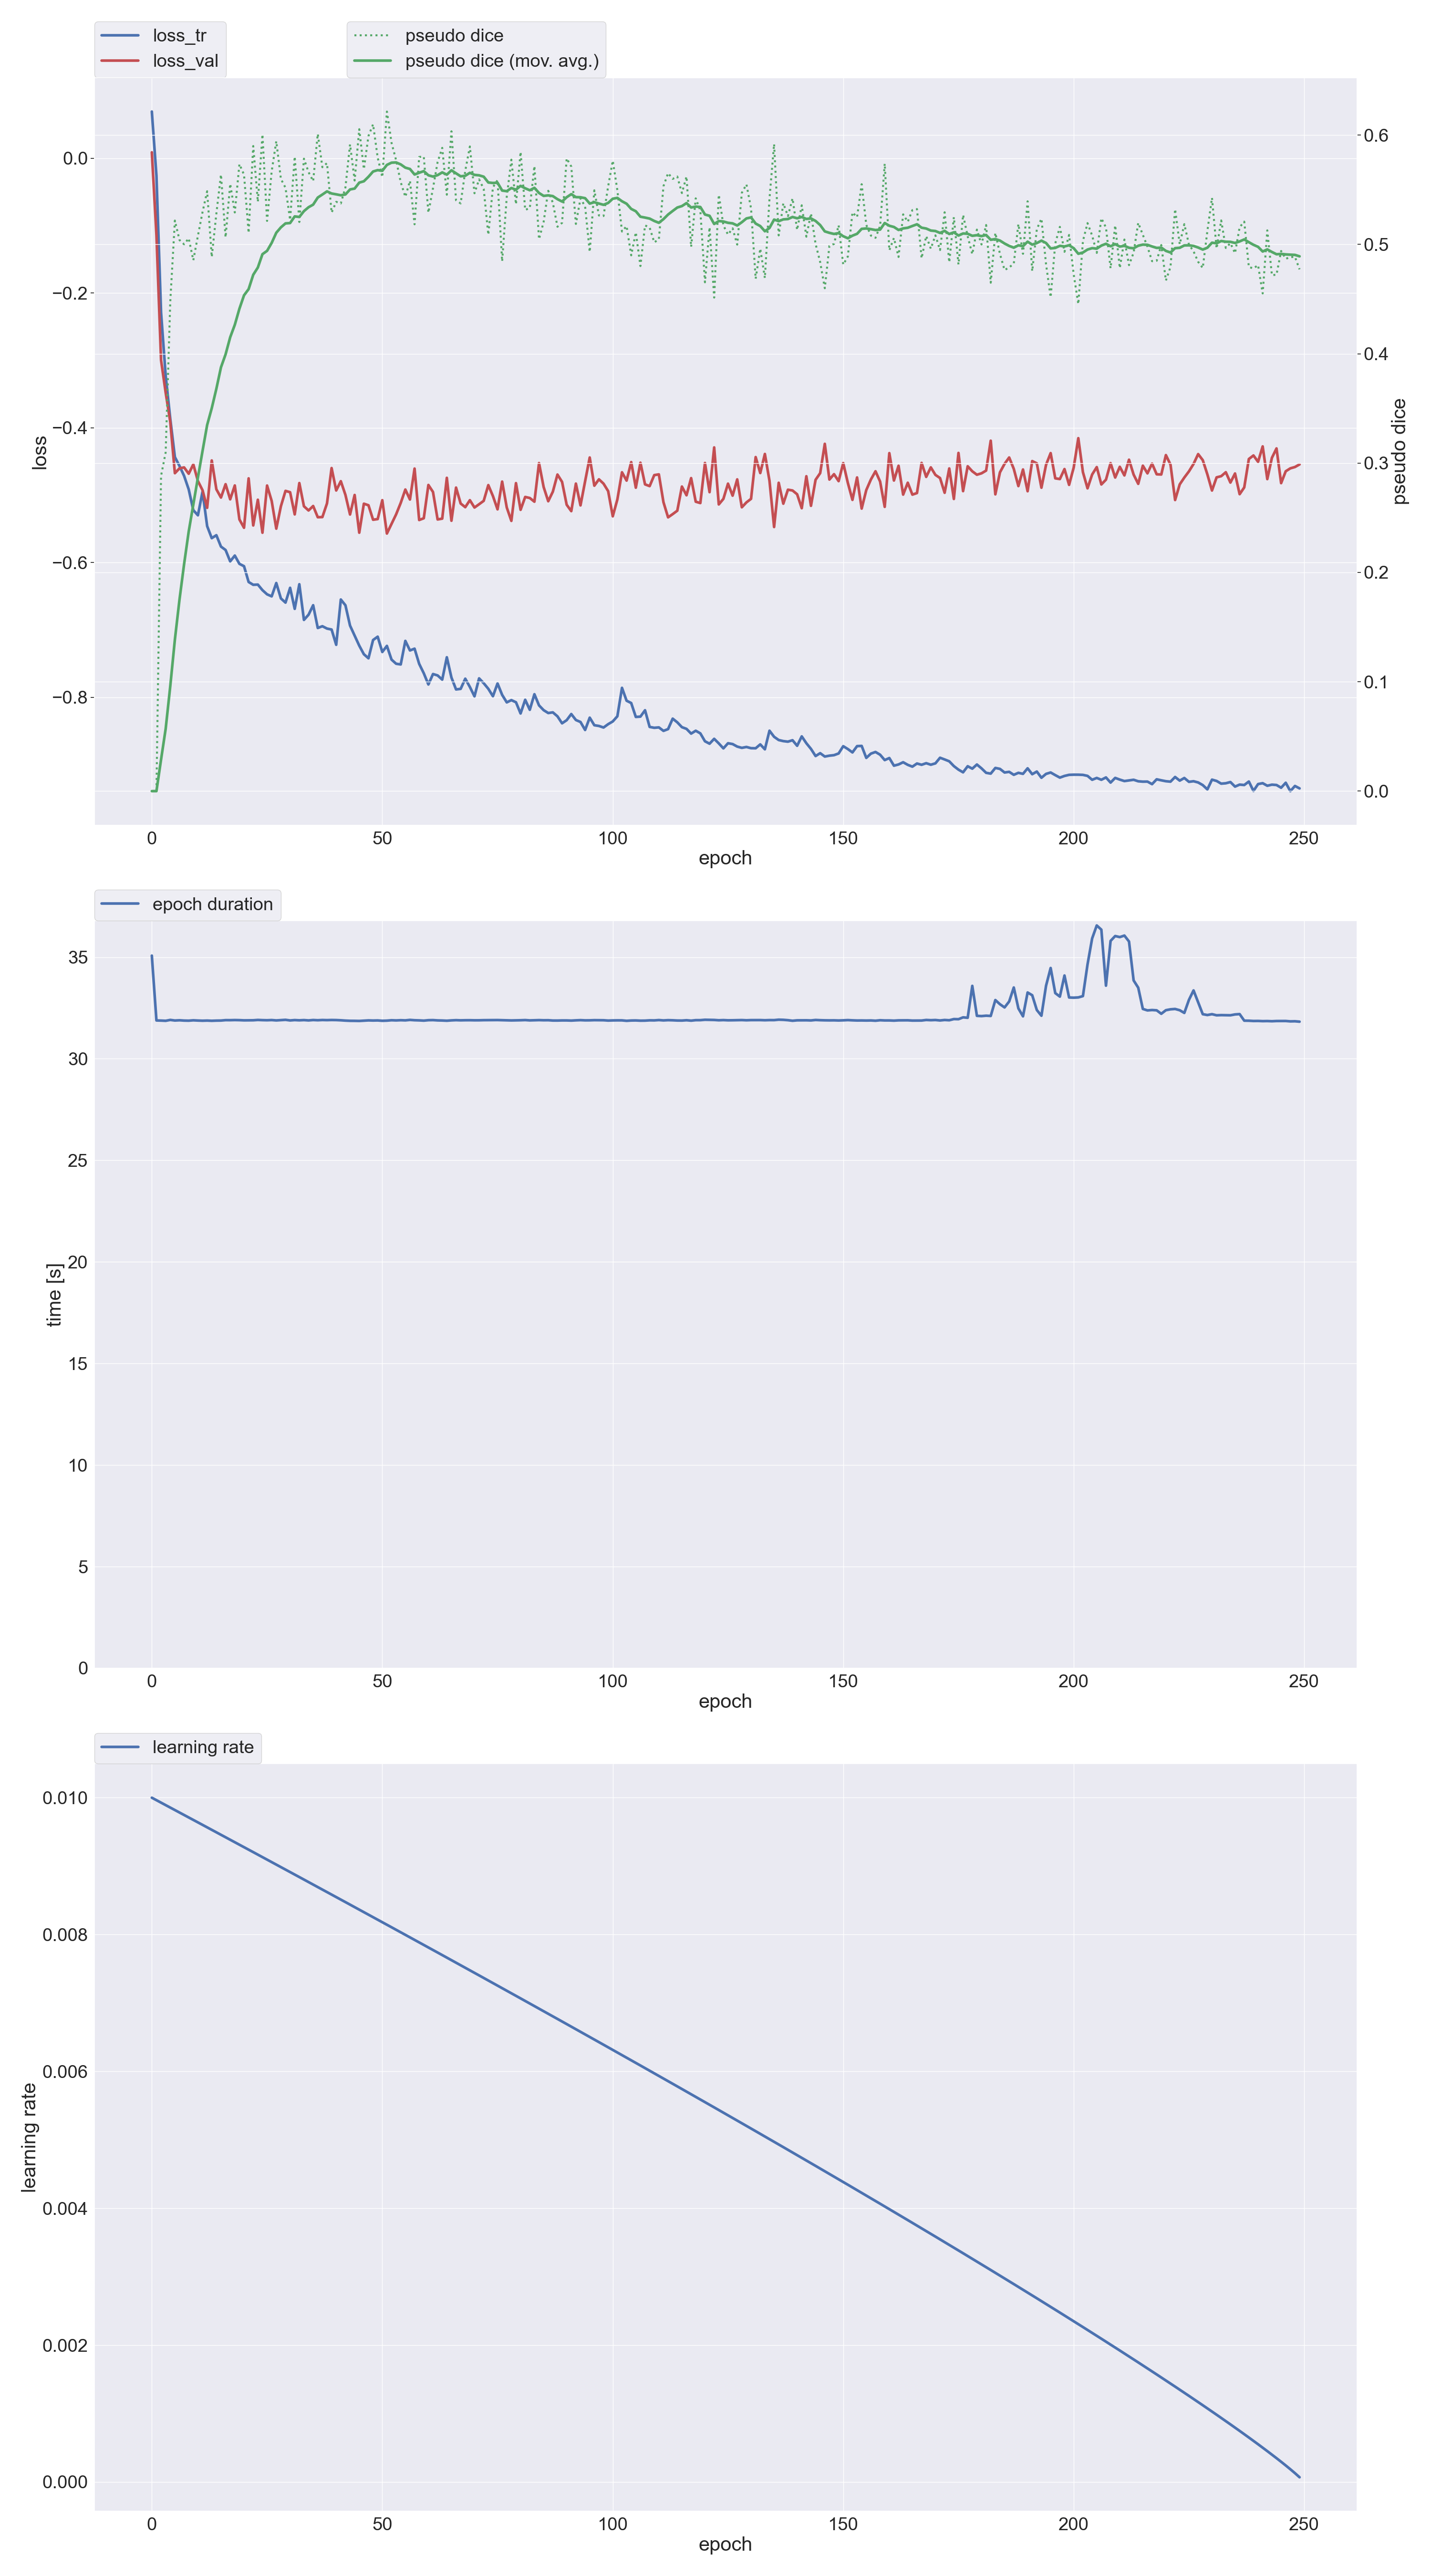 loss_tr
loss_val
pseudo dice
pseudo dice (mov. avg.)
0.0
−0.2
−0.4
−0.6
−0.8
loss
0.6
0.5
0.4
0.3
0.2
0.1
0.0
pseudo dice
0 50 100 150 200 250
epoch
epoch duration
35
30
25
20
15
10
5
0
time [s]
0 50 100 150 200 250
epoch
learning rate
0.010
0.008
0.006
0.004
0.002
0.000
learning rate
0 50 100 150 200 250
epoch